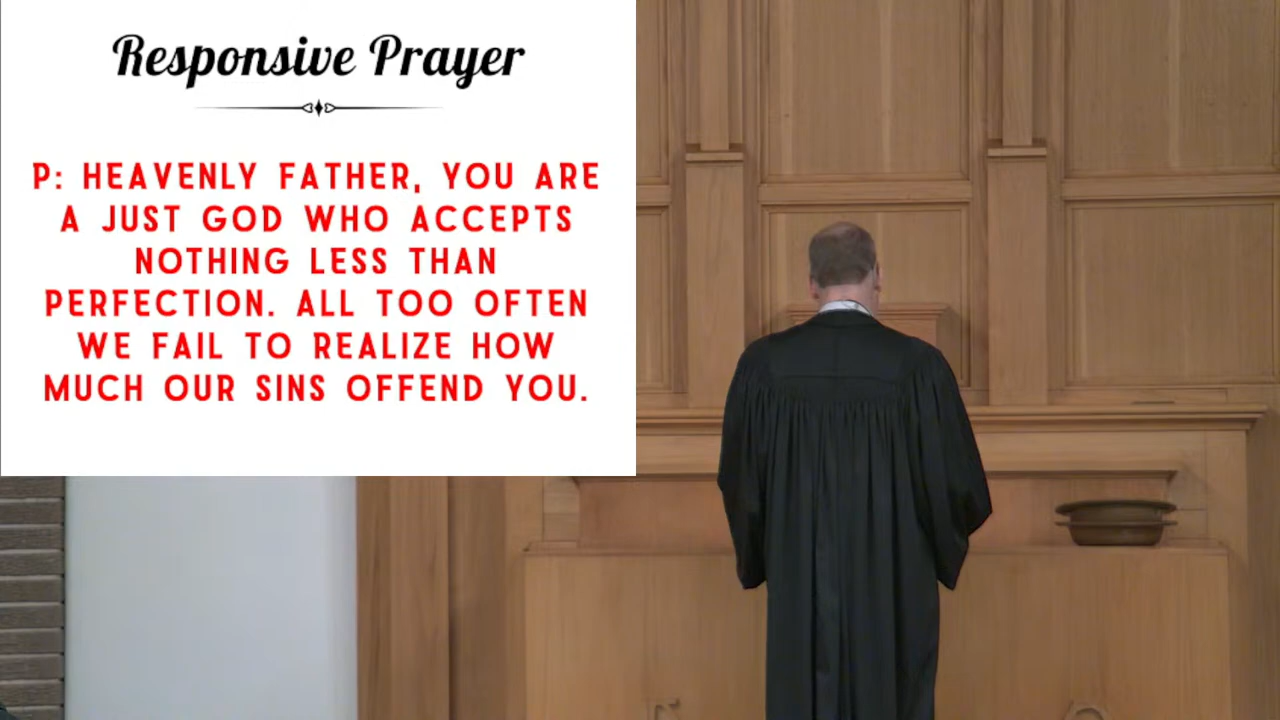 Responsive Prayer
P: HEAVENLY FATHER, YOU ARE
A JUST GOD WHO ACCEPTS
NOTHING LESS THAN
PERFECTION. ALL TOO OFTEN
WE FAIL TO REALIZE HOW
MUCH OUR SINS OFFEND YOU.